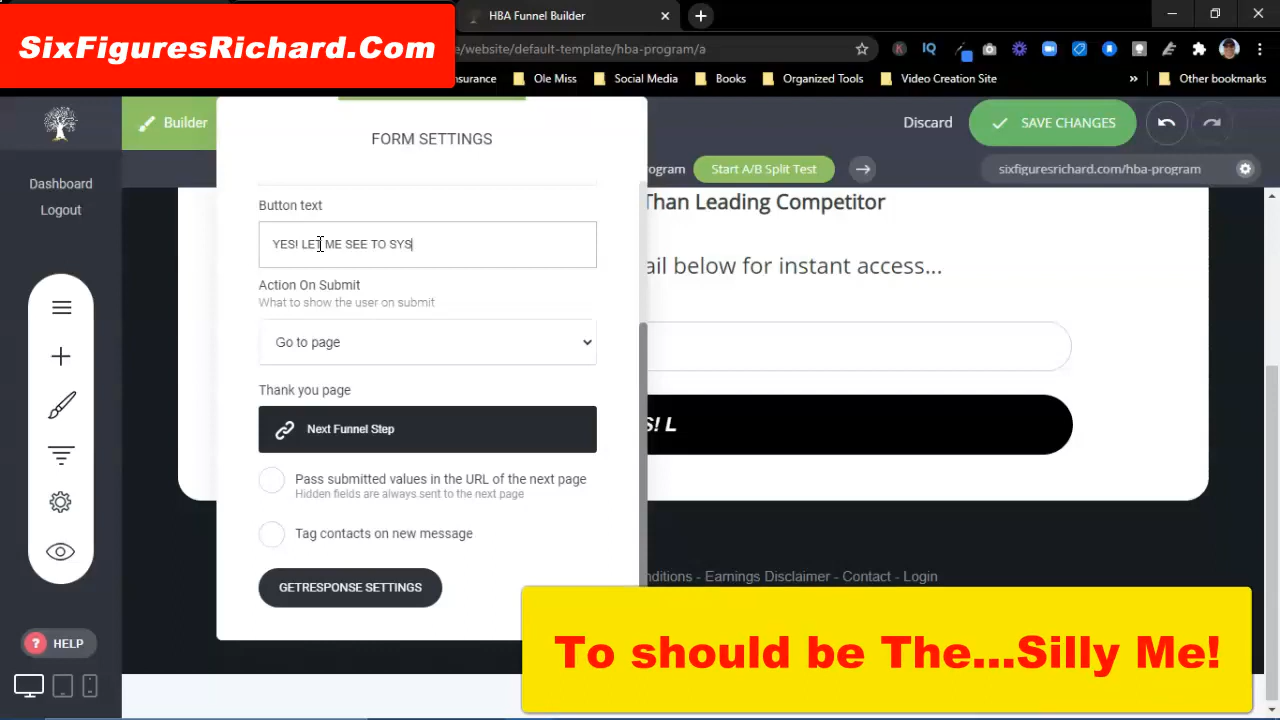 SixFiguresRichard.Com
HBA Funnel Builder
e/website/default-template/hba-program/a
nsurance
Ole Miss
Social Media
Books
Organized Tools
Video Creation Site
Other bookmarks
Builder
Discard
SAVE CHANGES
FORM SETTINGS
rogram
Start A/B Split Test
sixfiguresrichard.com/hba-program
Dashboard
Logout
Button text
YES! LET ME SEE TO SYS
Action On Submit
What to show the user on submit
Go to page
Thank you page
Next Funnel Step
Pass submitted values in the URL of the next page
Hidden fields are always sent to the next page
Tag contacts on new message
GETRESPONSE SETTINGS
Than Leading Competitor
ail below for instant access...
S! L
nditions - Earnings Disclaimer - Contact - Login
? HELP
To should be The...Silly Me!